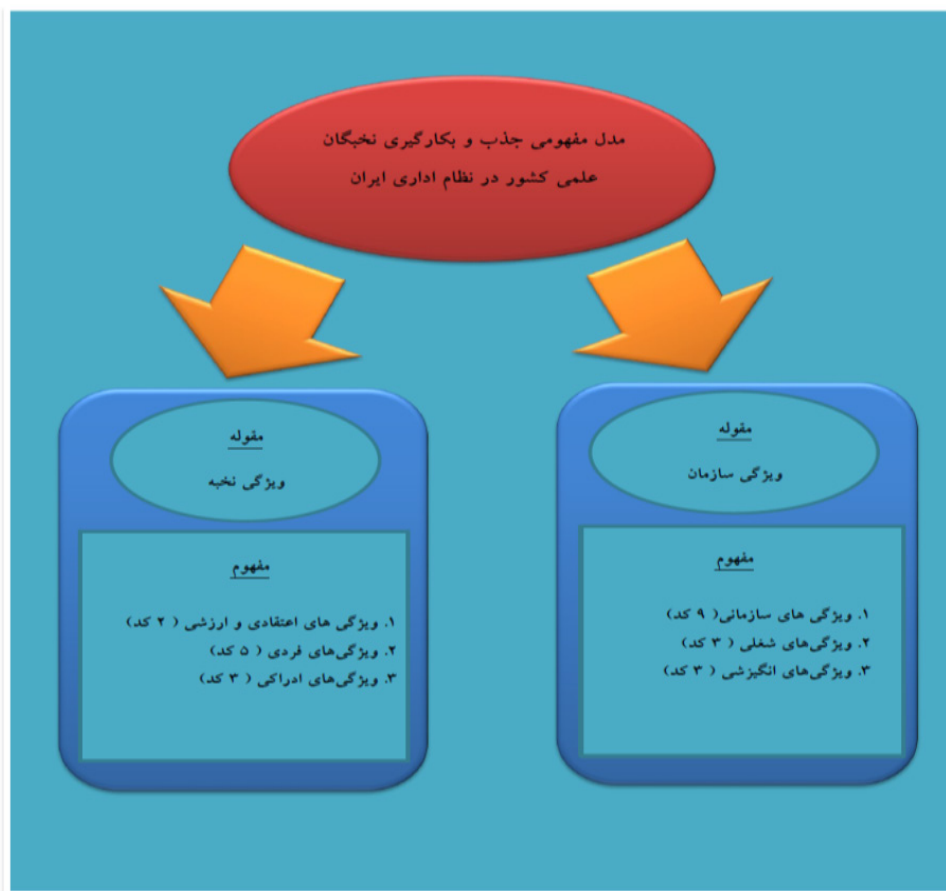 مدل مفهومی جذب و بکارگیری نخبگان
علمی کشور در نظام اداری ایران
مقوله
ویژگی سازمان
مفهوم
۱. ویژگی های سازمانی( ۹ کد)
۲. ویژگی‌های شغلی ( ۳ کد)
۳. ویژگی‌های انگیزشی ( ۳ کد)
مقوله
ویژگی نخبه
مفهوم
۱. ویژگی های اعتقادی و ارزشی ( ۲ کد)
۲. ویژگی‌های فردی ( ۵ کد)
۳. ویژگی‌های ادراکی ( ۳ کد)